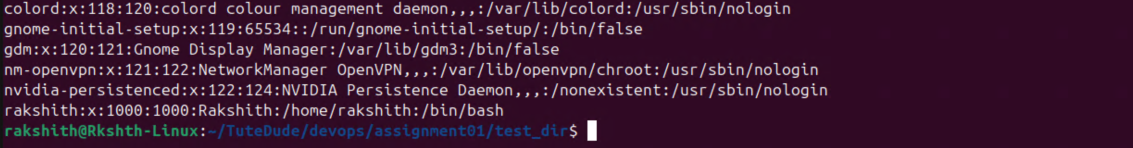 colord:x:118:120:colord colour management daemon,,,:/var/lib/colord:/usr/sbin/nologin
gnome-initial-setup:x:119:65534::/run/gnome-initial-setup/:/bin/false
gdm:x:120:121:Gnome Display Manager:/var/lib/gdm3:/bin/false
nm-openvpn:x:121:122:NetworkManager OpenVPN,,,:/var/lib/openvpn/chroot:/usr/sbin/nologin
nvidia-persistenced:x:122:124:NVIDIA Persistence Daemon,,,:/nonexistent:/usr/sbin/nologin
rakshith:x:1000:1000:Rakshith:/home/rakshith:/bin/bash
rakshith@Rkshth-Linux:~/TuteDude/devops/assignment01/test_dir$